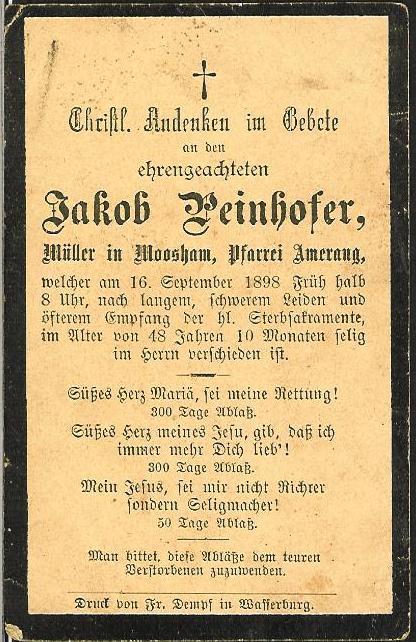 Christl. Andenken im Gebete
an den
ehrengeachteten
Jakob Peinhofer,
Müller in Moosham, Pfarrei Amerang,
welcher am 16. September 1898 Früh halb
8 Uhr, nach langem, schwerem Leiden und
öfterem Empfang der hl. Sterbsakramente,
im Alter von 48 Jahren 10 Monaten selig
im Herrn verschieden ist.
Süßes Herz Mariä, sei meine Rettung!
300 Tage Ablaß.
Süßes Herz meines Jesu, gib, daß ich
immer mehr Dich lieb'!
300 Tage Ablaß.
Mein Jesus, sei mir nicht Richrer
sondern Seligmacher!
50 Tage Ablaß.
Man bittet, diese Abläße dem teuren
Verstorbenen zuzuwenden.
Druck von Fr. Dempf in Wasserburg.